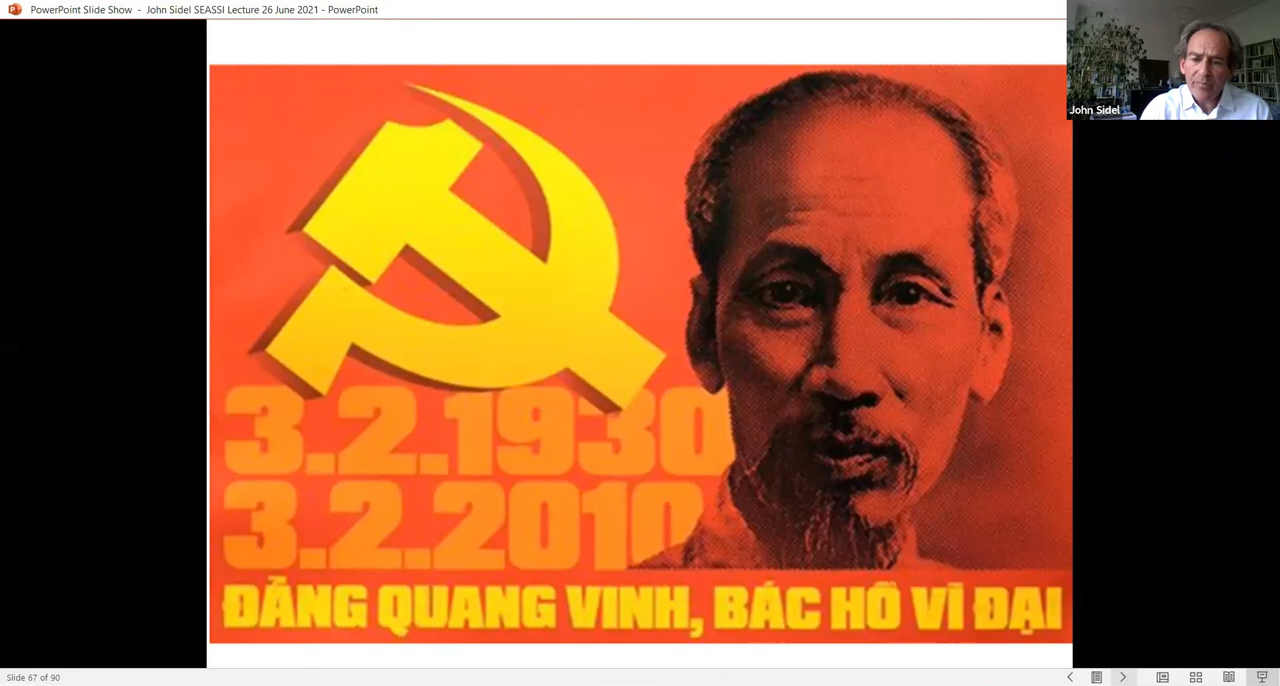 PowerPoint Slide Show - John Sidel SEASSI Lecture 26 June 2021 - PowerPoint
John Sidel
3.2.1930
3.2.2010
ĐẢNG QUANG VINH, BÁC HỒ VĨ ĐẠI
Slide 67 of 90